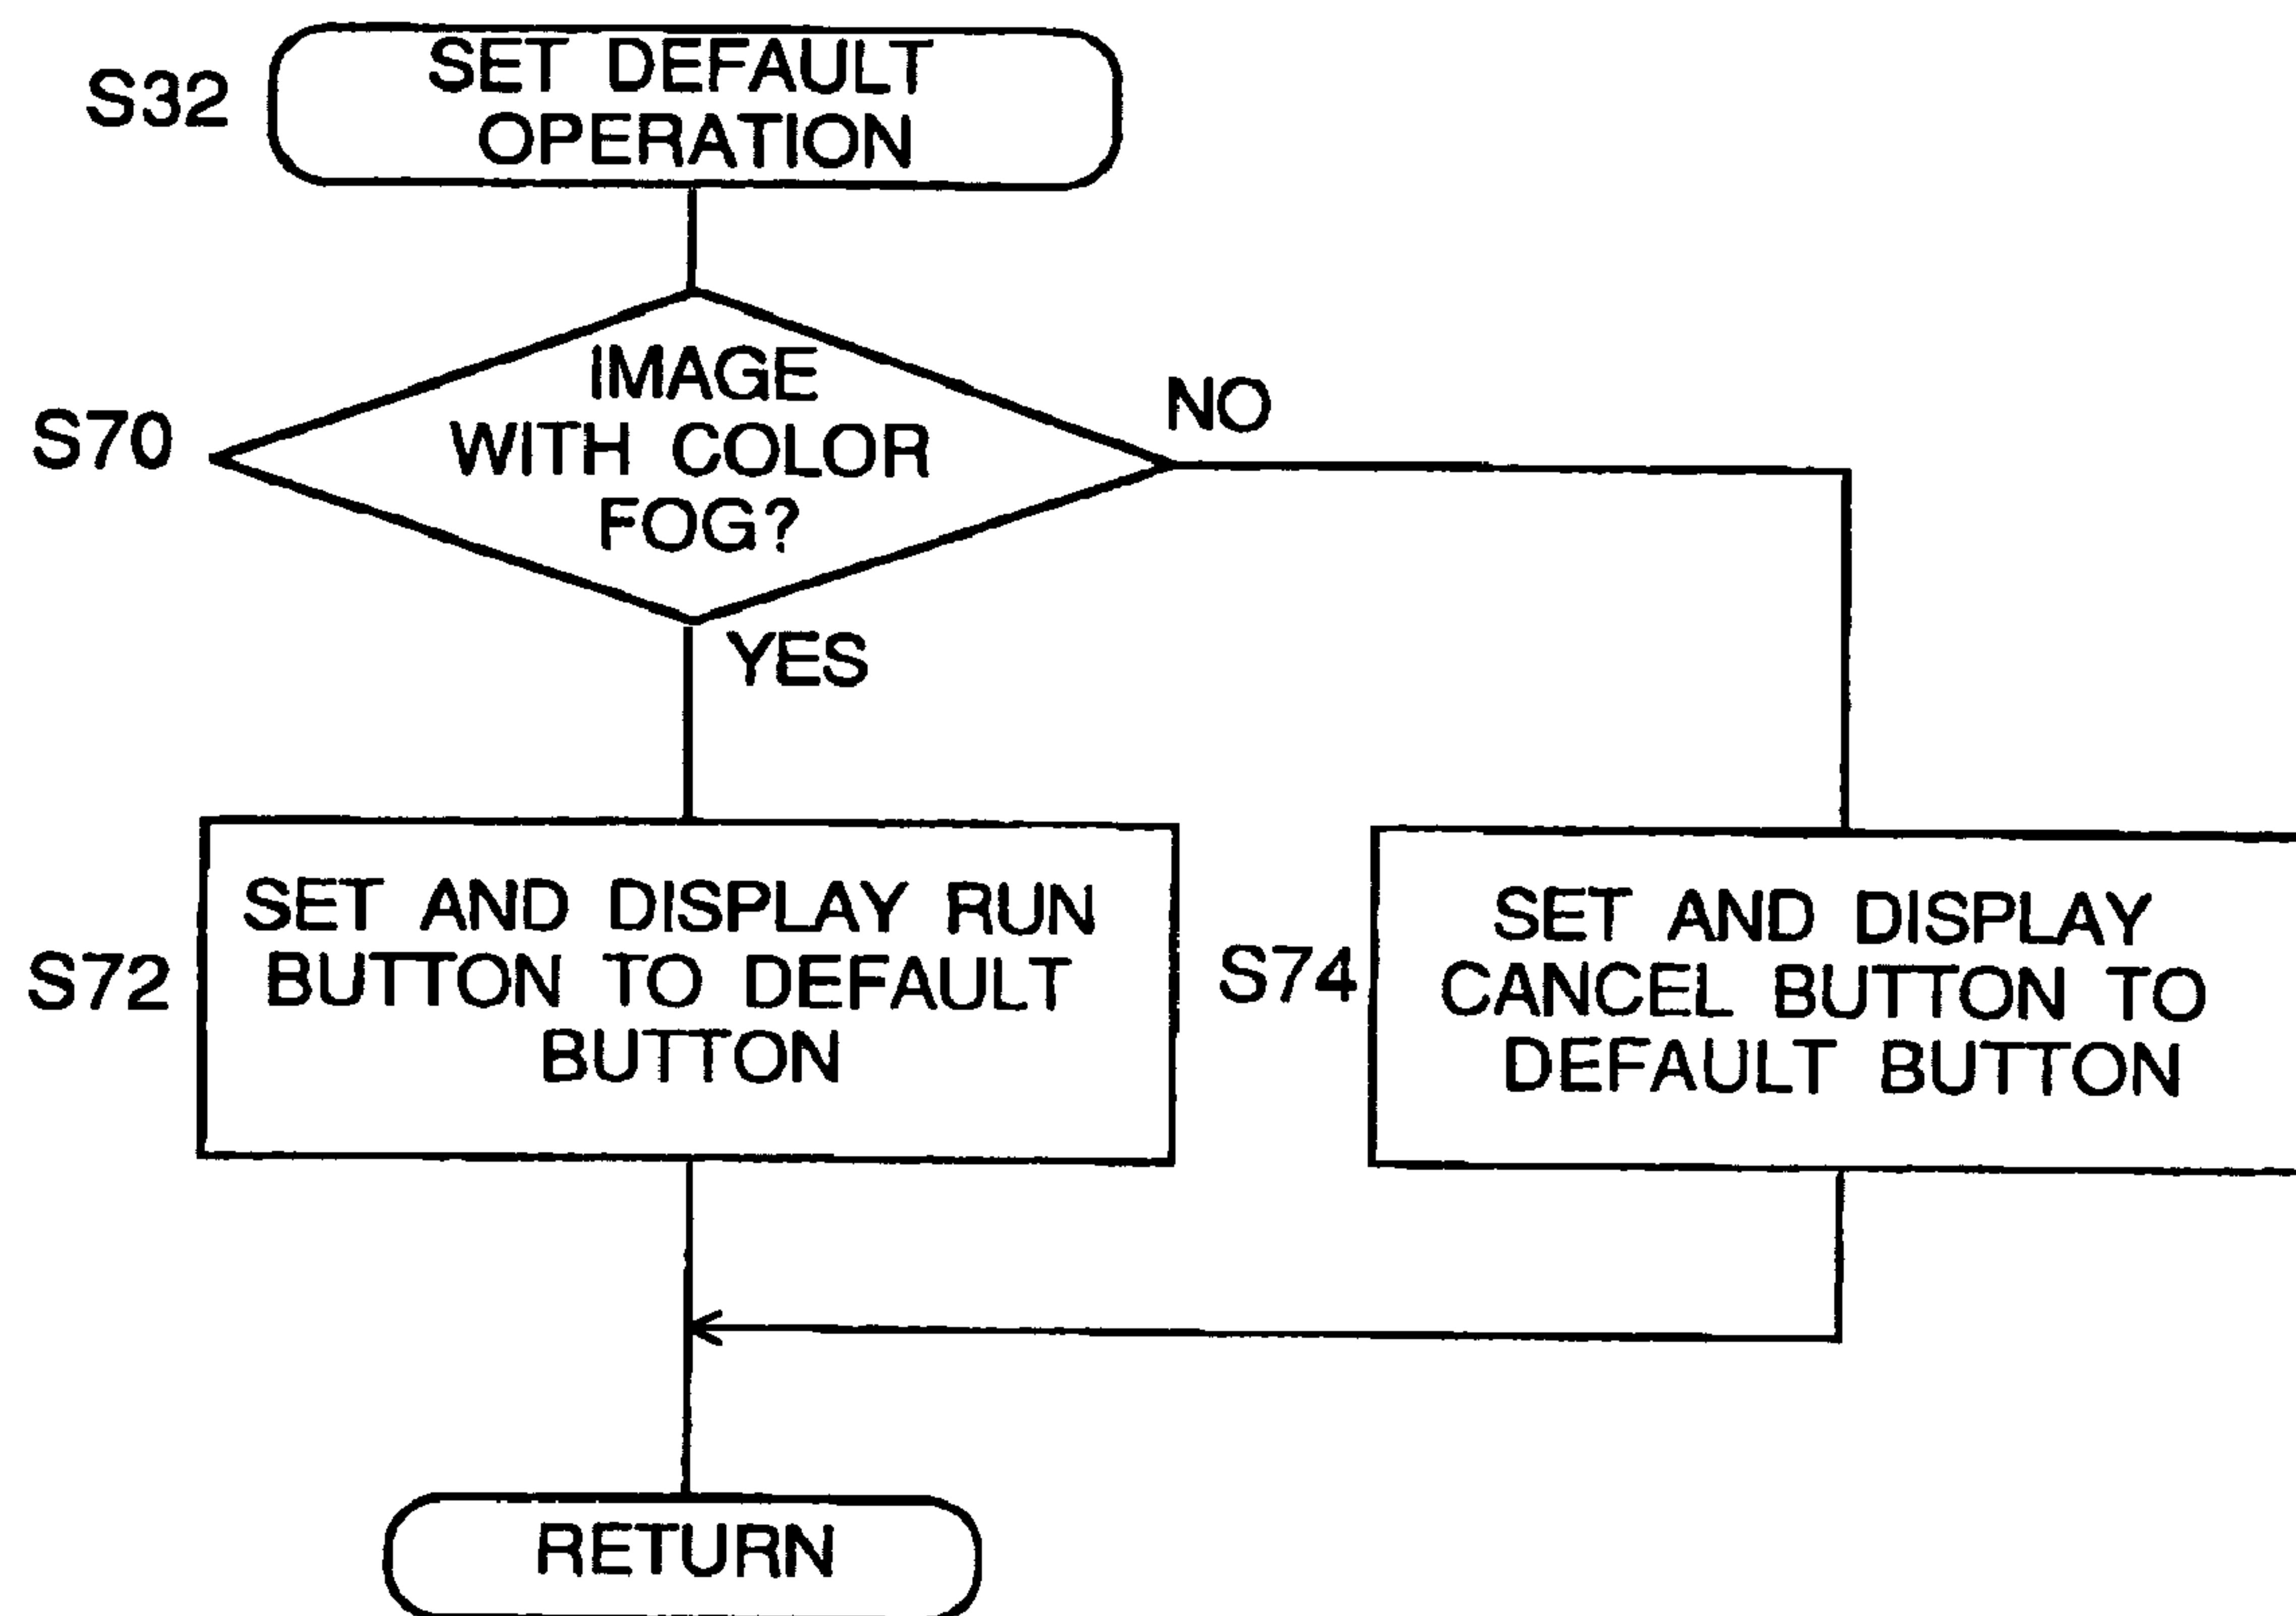 S32
SET DEFAULT
OPERATION
S70
IMAGE
WITH COLOR
FOG?
NO
YES
S72
SET AND DISPLAY RUN
BUTTON TO DEFAULT
BUTTON
S74
SET AND DISPLAY
CANCEL BUTTON TO
DEFAULT BUTTON
RETURN